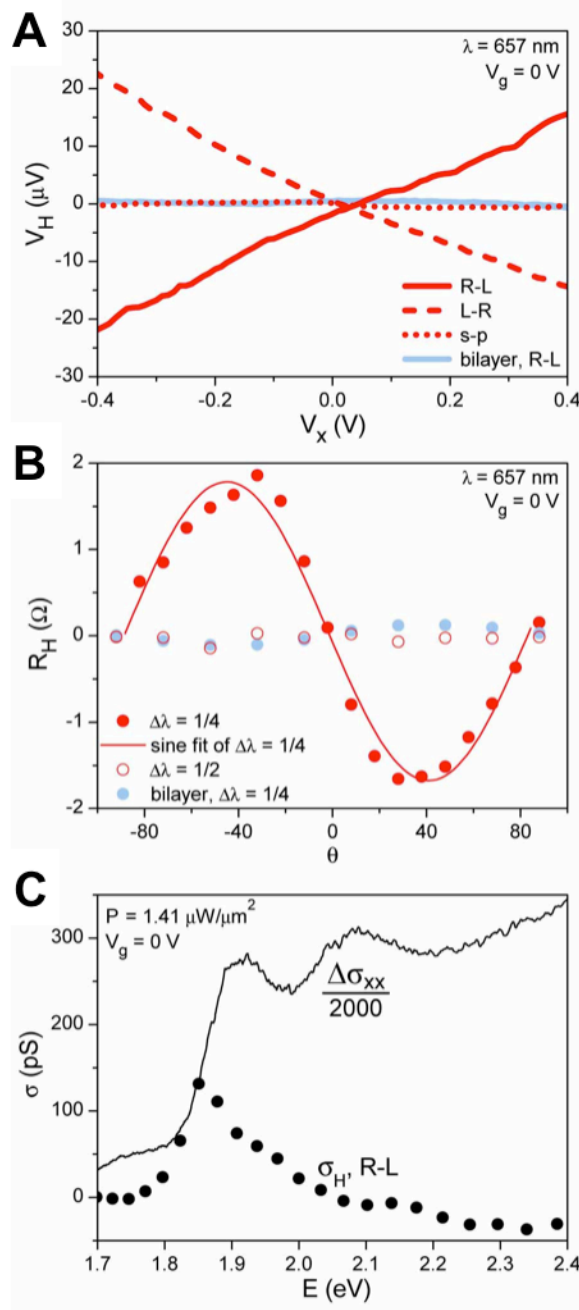 A
λ = 657 nm
V_g = 0 V
30
20
10
0
-10
-20
-30
V_H (μV)
R-L
L-R
s-p
bilayer, R-L
-0.4 -0.2 0.0 0.2 0.4
V_x (V)
B
λ = 657 nm
V_g = 0 V
2
1
0
-1
-2
R_H (Ω)
Δλ = 1/4
sine fit of Δλ = 1/4
Δλ = 1/2
bilayer, Δλ = 1/4
-80 -40 0 40 80
θ
C
P = 1.41 μW/μm²
V_g = 0 V
300
200
100
0
σ (pS)
Δσ_xx
2000
σ_H, R-L
1.7 1.8 1.9 2.0 2.1 2.2 2.3 2.4
E (eV)